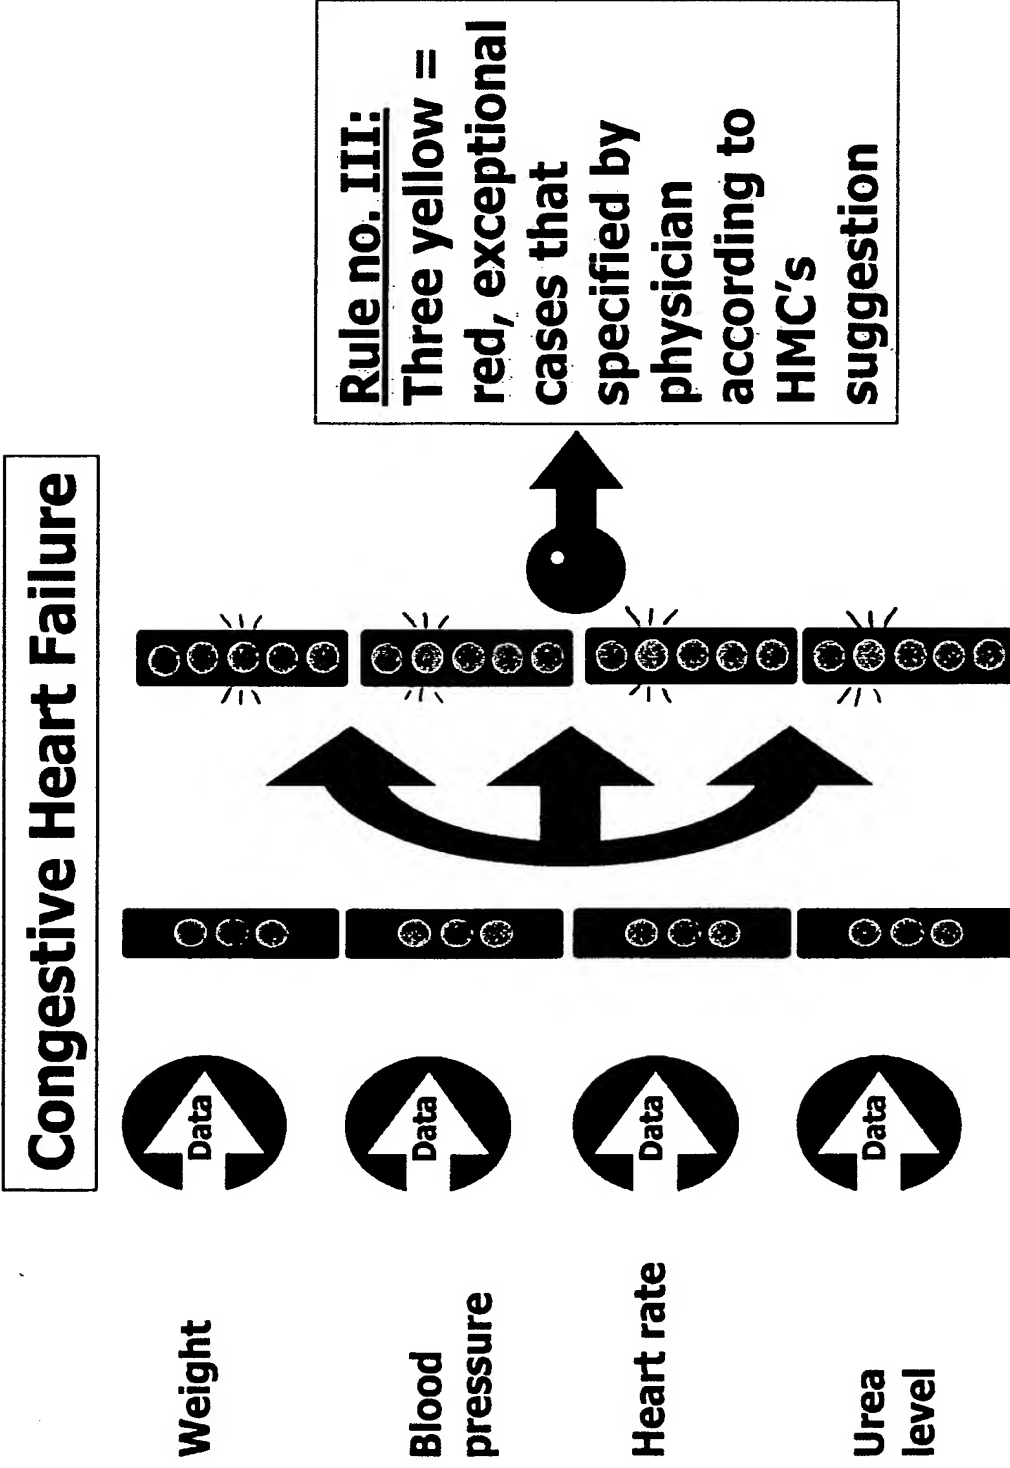 Congestive Heart Failure
Weight
Data
Blood
pressure
Data
Heart rate
Data
Urea
level
Data
Rule no. III:
Three yellow =
red, exceptional
cases that
specified by
physician
according to
HMC's
suggestion